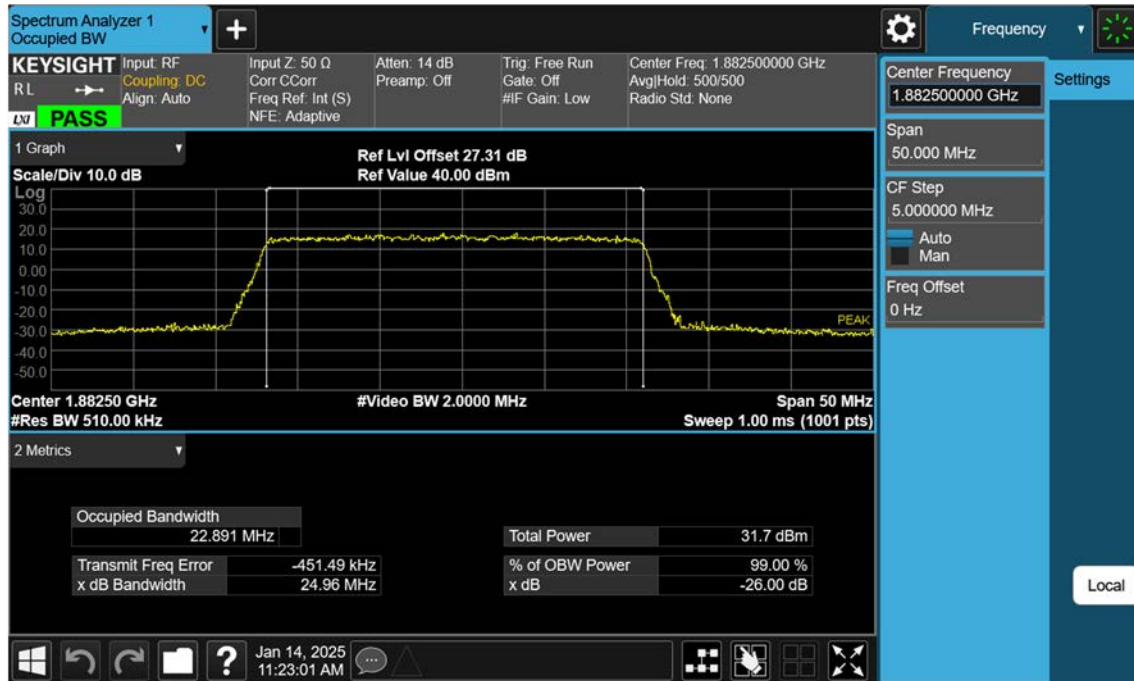 Spectrum Analyzer 1
Occupied BW
+
Frequency
KEYSIGHT
RL
LXI PASS
Input: RF
Coupling: DC
Align: Auto
Input Z: 50 Ω
Corr CCorr
Freq Ref: Int (S)
NFE: Adaptive
Atten: 14 dB
Preamp: Off
Trig: Free Run
Gate: Off
#IF Gain: Low
Center Freq: 1.882500000 GHz
Avg|Hold: 500/500
Radio Std: None
Center Frequency
1.882500000 GHz
Settings
Span
50.000 MHz
CF Step
5.000000 MHz
Auto
Man
Freq Offset
0 Hz
Local
1 Graph
Scale/Div 10.0 dB
Ref Lvl Offset 27.31 dB
Ref Value 40.00 dBm
Log
30.0
20.0
10.0
0.00
-10.0
-20.0
-30.0
-40.0
-50.0
PEAK
Center 1.88250 GHz
#Video BW 2.0000 MHz
Span 50 MHz
#Res BW 510.00 kHz
Sweep 1.00 ms (1001 pts)
2 Metrics
Occupied Bandwidth
22.891 MHz
Total Power 31.7 dBm
Transmit Freq Error -451.49 kHz
% of OBW Power 99.00 %
x dB Bandwidth 24.96 MHz
x dB -26.00 dB
?
Jan 14, 2025
11:23:01 AM